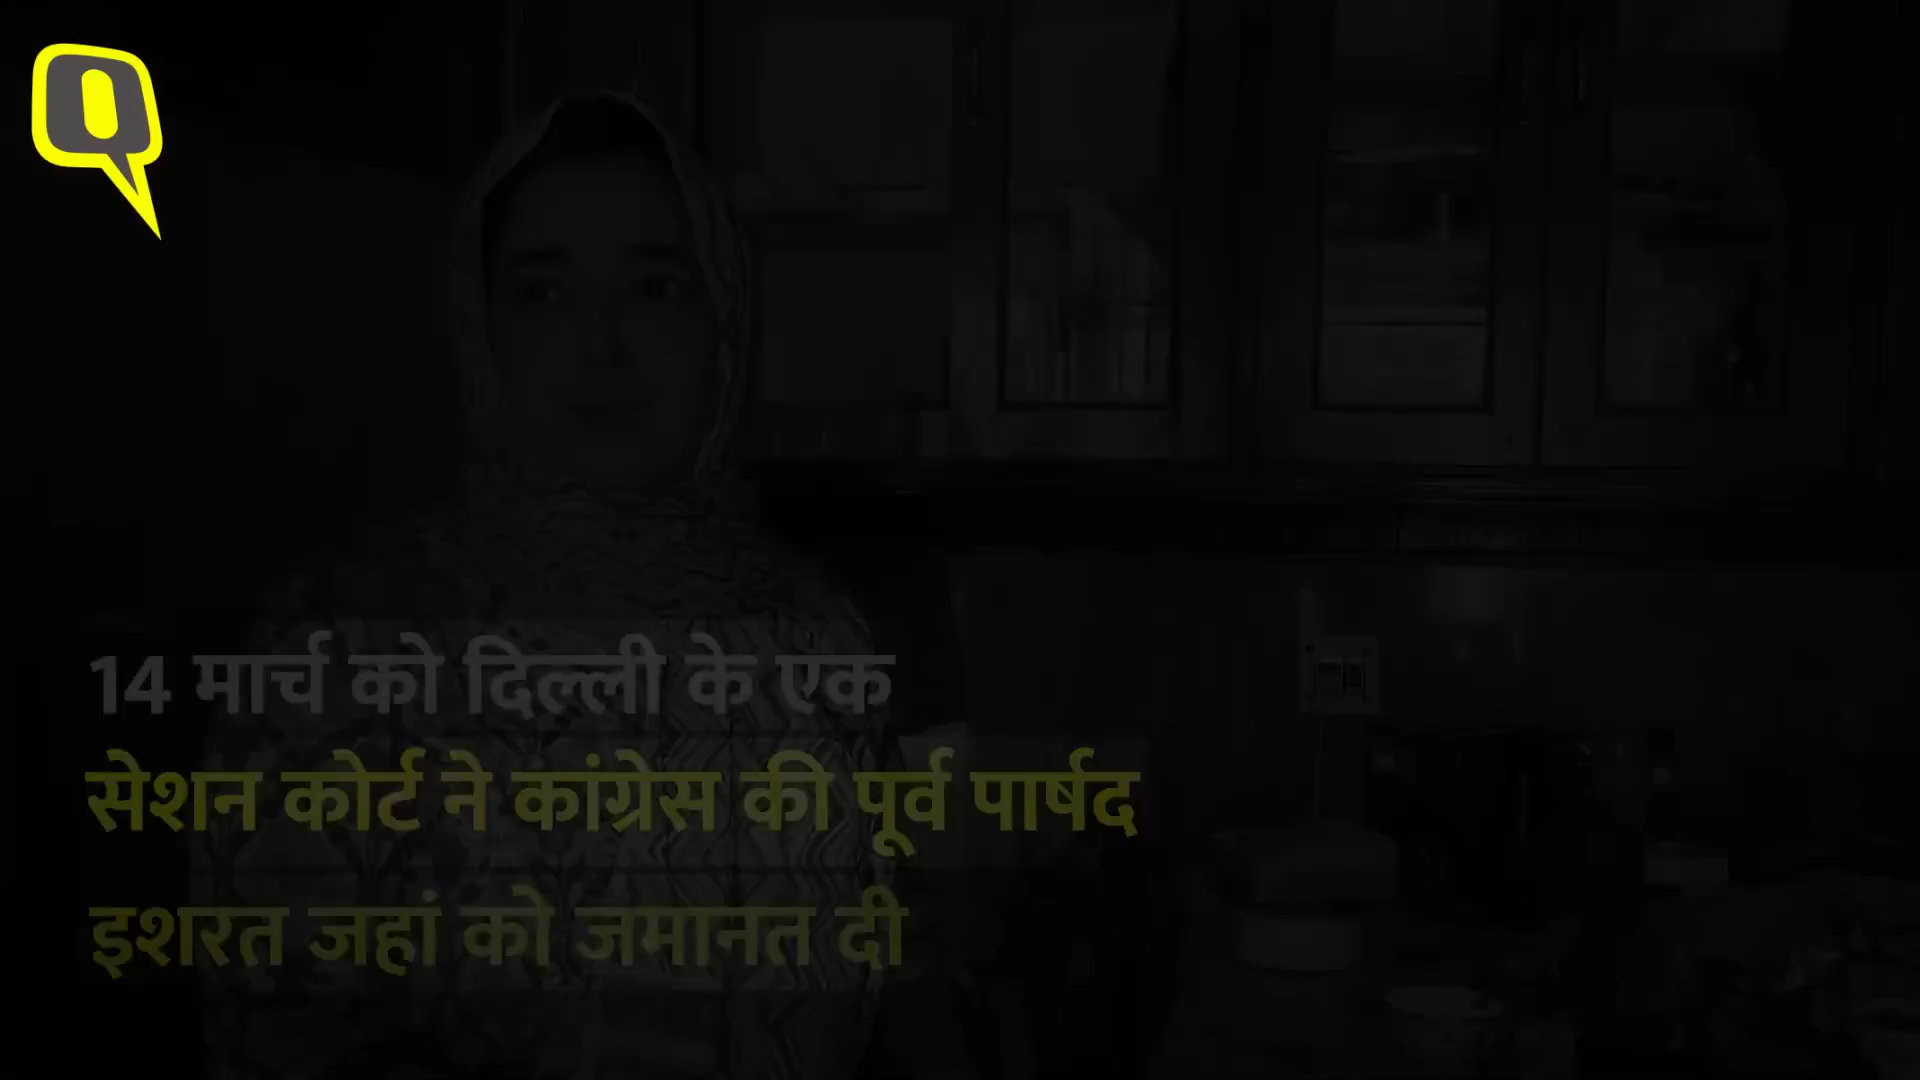 14 मार्च को दिल्ली के एक
सेशन कोर्ट ने कांग्रेस की पूर्व पार्षद
इशरत जहां को जमानत दी